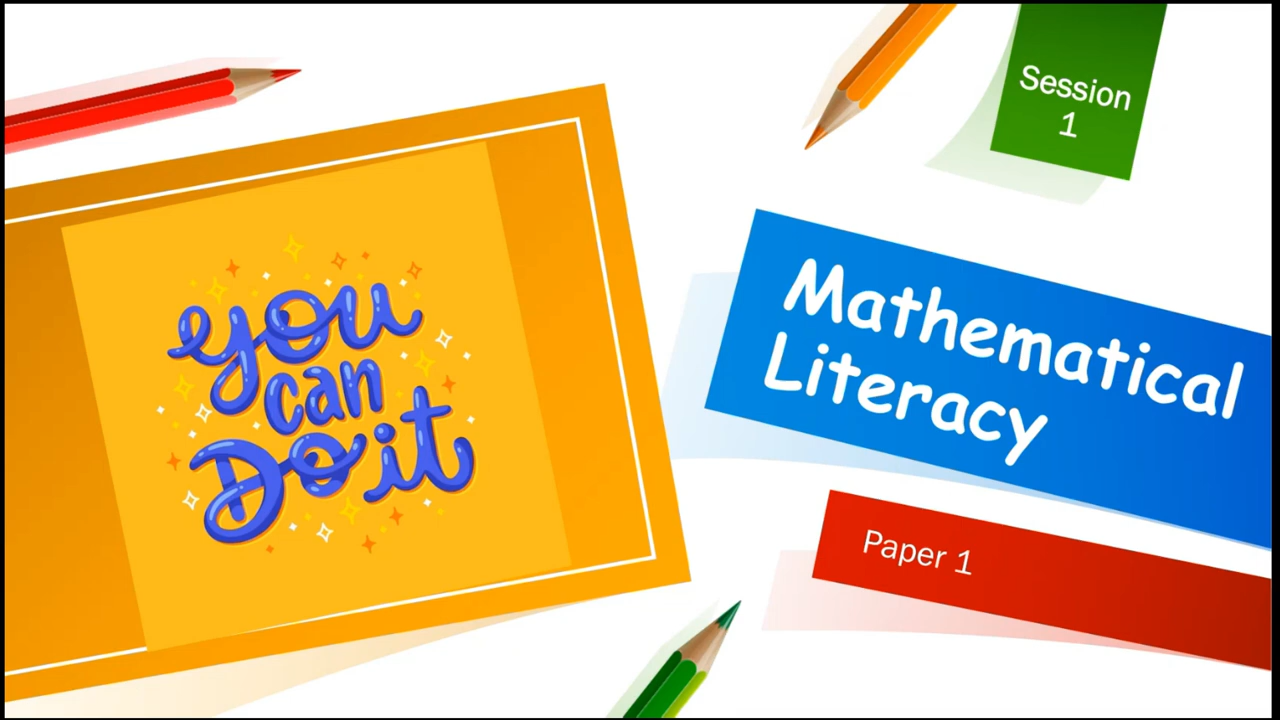 you
can
Do it
Session
1
Mathematical
Literacy
Paper 1